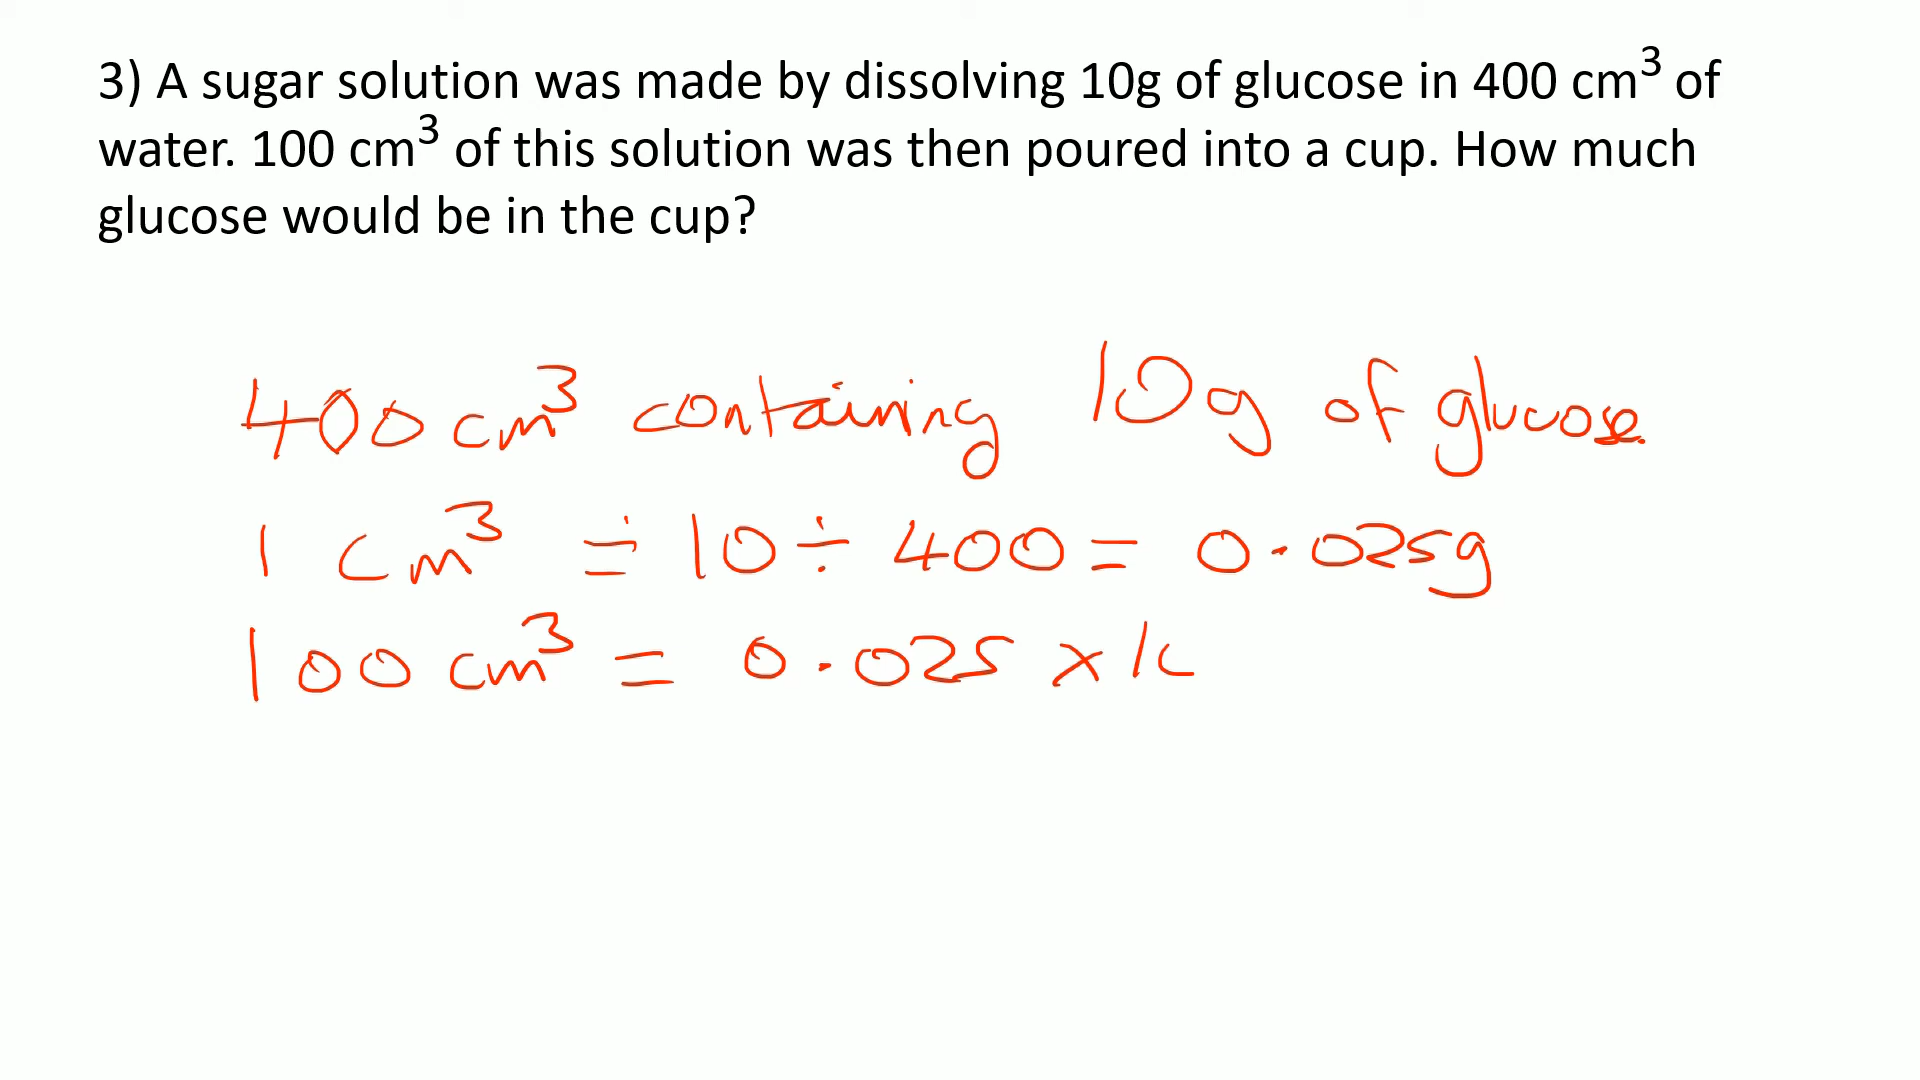 3) A sugar solution was made by dissolving 10g of glucose in 400 cm³ of
water. 100 cm³ of this solution was then poured into a cup. How much
glucose would be in the cup?
400 cm³ containing 10g of glucose.
1 cm³ = 10 ÷ 400 = 0.025g
100 cm³ = 0.025 × 1